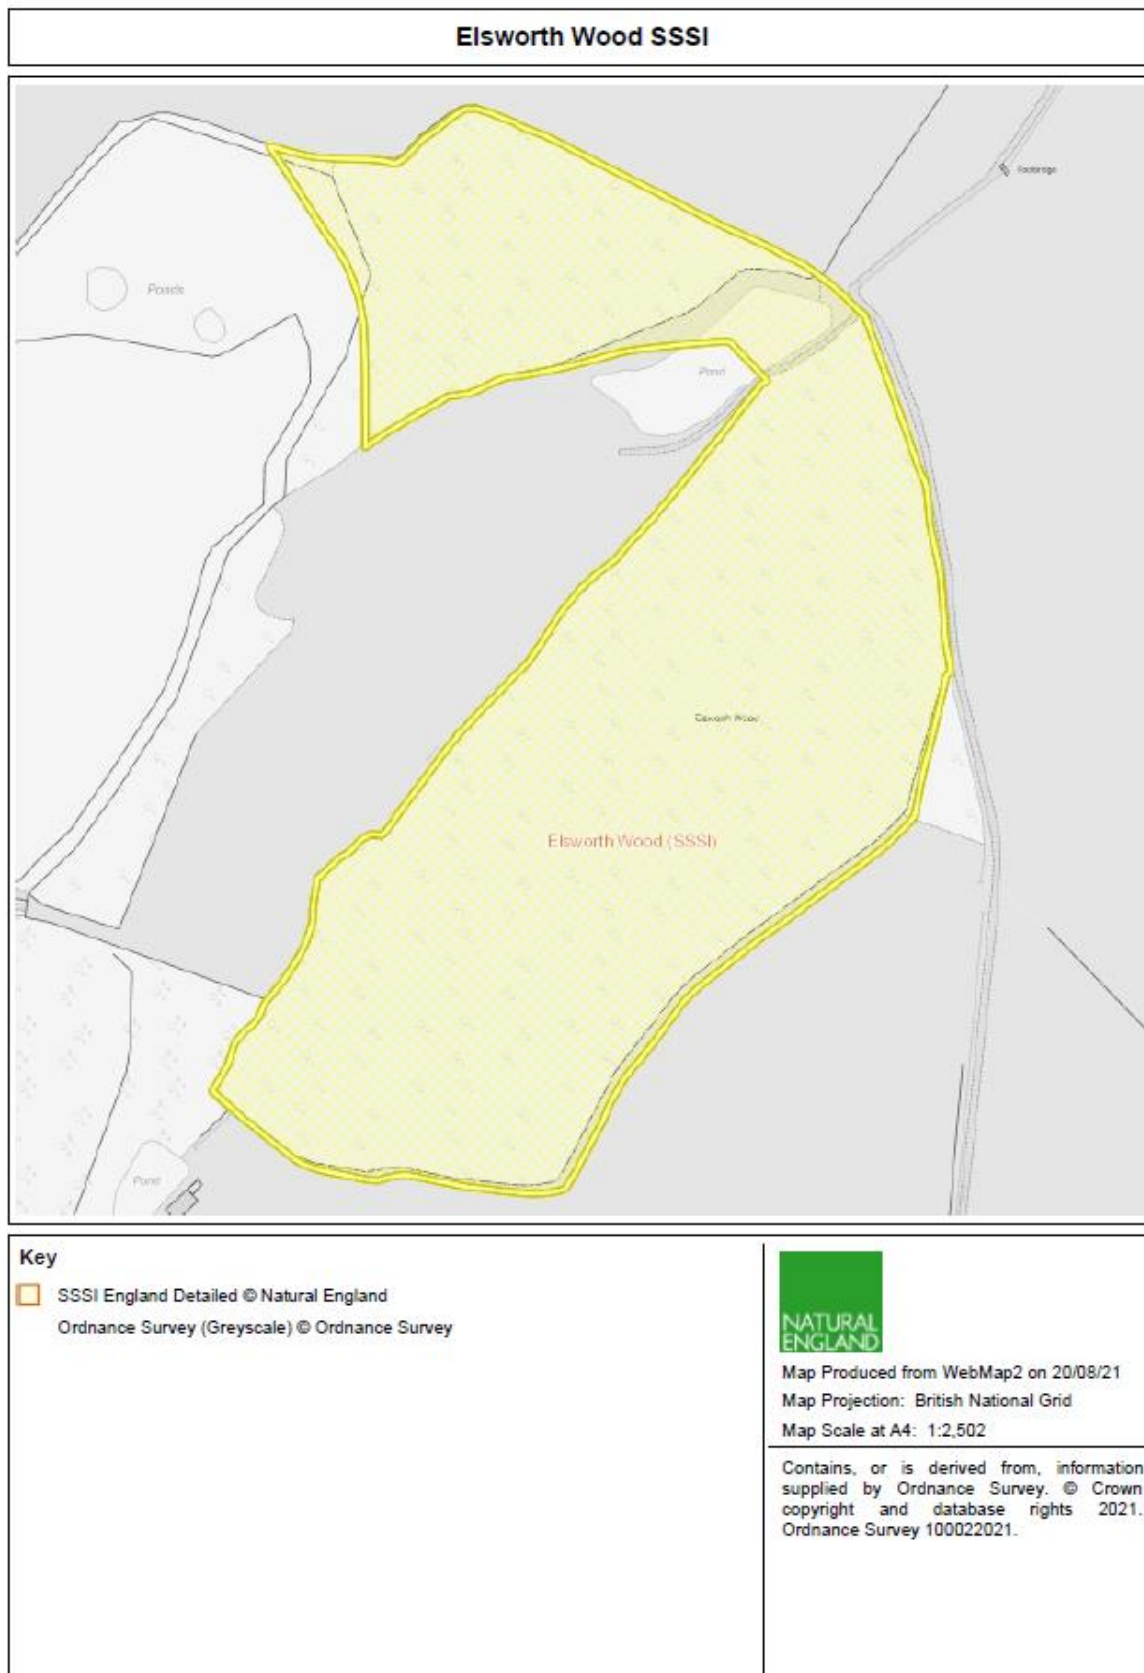 Elsworth Wood SSSI
Footbridge
Ponds
Pond
Elsworth Wood
Elsworth Wood (SSSI)
Pond
Key
SSSI England Detailed © Natural England
Ordnance Survey (Greyscale) © Ordnance Survey
NATURAL
ENGLAND
Map Produced from WebMap2 on 20/08/21
Map Projection: British National Grid
Map Scale at A4: 1:2,502
Contains, or is derived from, information
supplied by Ordnance Survey. © Crown
copyright and database rights 2021.
Ordnance Survey 100022021.